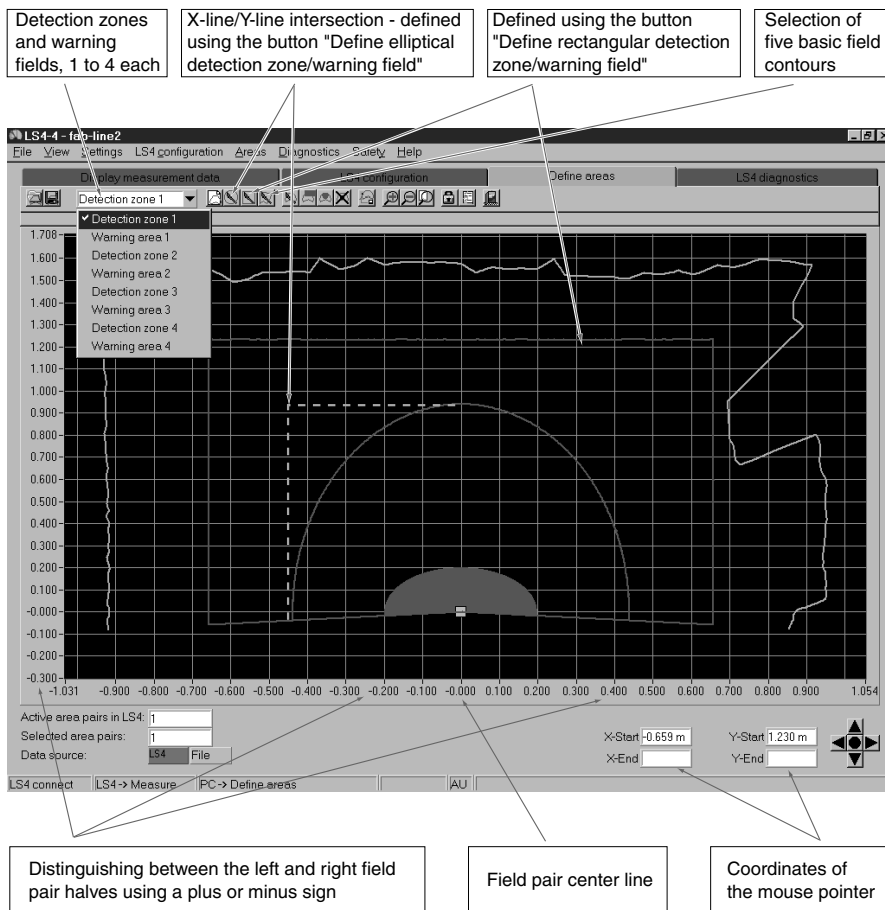 Detection zones
and warning
fields, 1 to 4 each
X-line/Y-line intersection - defined
using the button "Define elliptical
detection zone/warning field"
Defined using the button
"Define rectangular detection
zone/warning field"
Selection of
five basic field
contours
LS4-4 - fab-line2
File View Settings LS4 configuration Areas Diagnostics Safety Help
Display measurement data LS4 configuration Define areas LS4 diagnostics
Detection zone 1
Detection zone 1
Warning area 1
Detection zone 2
Warning area 2
Detection zone 3
Warning area 3
Detection zone 4
Warning area 4
1.708
1.600
1.500
1.400
1.300
1.200
1.100
1.000
0.900
0.800
0.700
0.600
0.500
0.400
0.300
0.200
0.100
-0.000
-0.100
-0.200
-0.300
-1.031 -0.900 -0.800 -0.700 -0.600 -0.500 -0.400 -0.300 -0.200 -0.100 -0.000 0.100 0.200 0.300 0.400 0.500 0.600 0.700 0.800 0.900 1.054
Active area pairs in LS4: 1
Selected area pairs: 1
Data source: LS4 File
X-Start -0.659 m Y-Start 1.230 m
X-End Y-End
LS4 connect LS4 -> Measure PC -> Define areas AU
Distinguishing between the left and right field
pair halves using a plus or minus sign
Field pair center line
Coordinates of
the mouse pointer